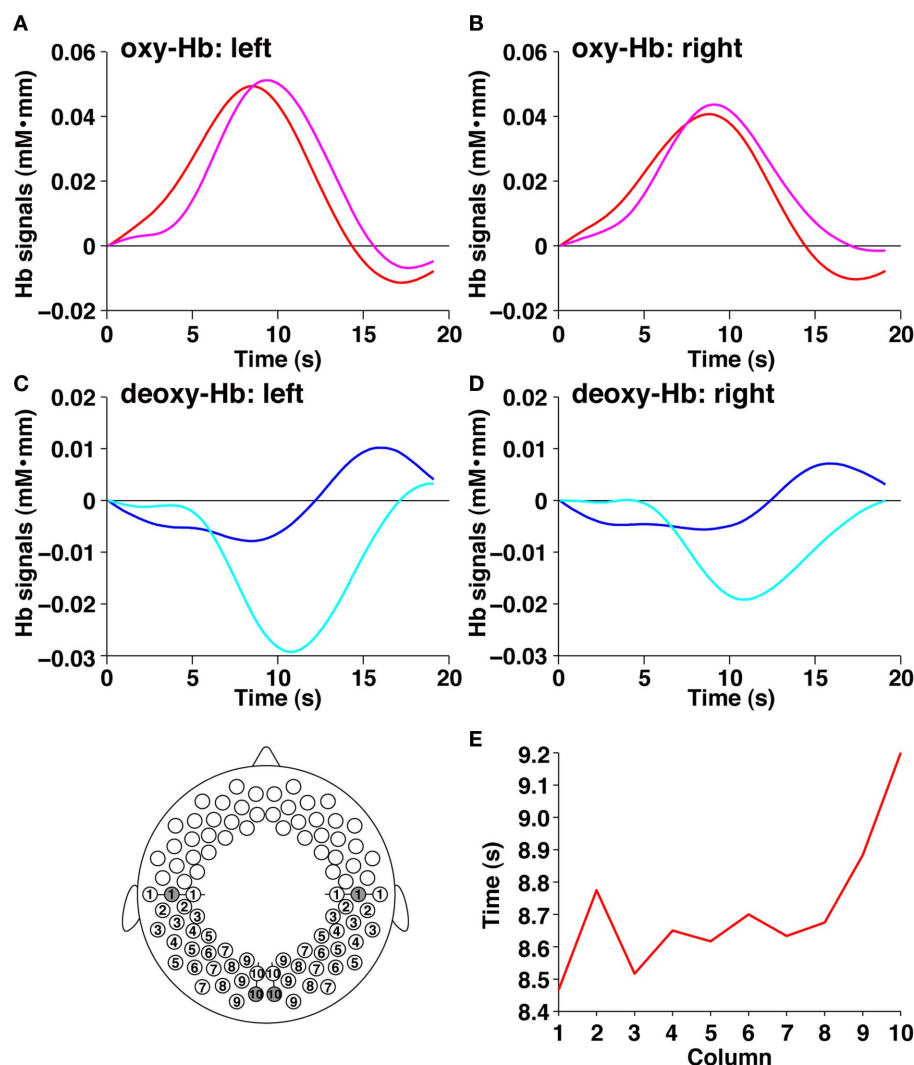 A
oxy-Hb: left
Hb signals (mM•mm)
0.06
0.04
0.02
0
−0.02
0 5 10 15 20
Time (s)
B
oxy-Hb: right
Hb signals (mM•mm)
0.06
0.04
0.02
0
−0.02
0 5 10 15 20
Time (s)
C
deoxy-Hb: left
Hb signals (mM•mm)
0.02
0.01
0
−0.01
−0.02
−0.03
0 5 10 15 20
Time (s)
D
deoxy-Hb: right
Hb signals (mM•mm)
0.02
0.01
0
−0.01
−0.02
−0.03
0 5 10 15 20
Time (s)
1 1 1 1 1 1
2 2 2 2
3 3 3 3
3 3
4 4 4 4
5 5 5 5
5 5
6 6 6 6
7 7 7 7
8 8 8 8
9 9 9 9
10 10
7 8 9 9 8 7
9 10 10 9
E
Time (s)
9.2
9.1
9.0
8.9
8.8
8.7
8.6
8.5
8.4
1 2 3 4 5 6 7 8 9 10
Column